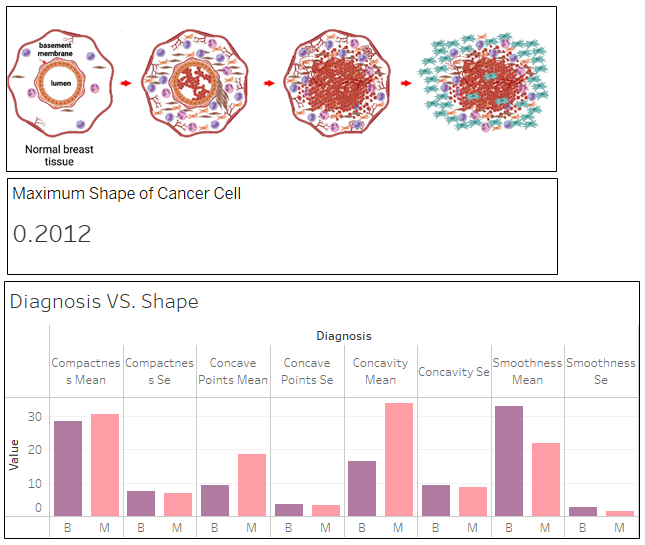 basement
membrane
lumen
Normal breast
tissue
Maximum Shape of Cancer Cell
0.2012
Diagnosis VS. Shape
Diagnosis
Compactnes Compactnes Concave Concave Concavity Concavity Se Smoothness Smoothness
s Mean s Se Points Mean Points Se Mean Mean Se
Value
30
20
10
0
B M B M B M B M B M B M B M B M